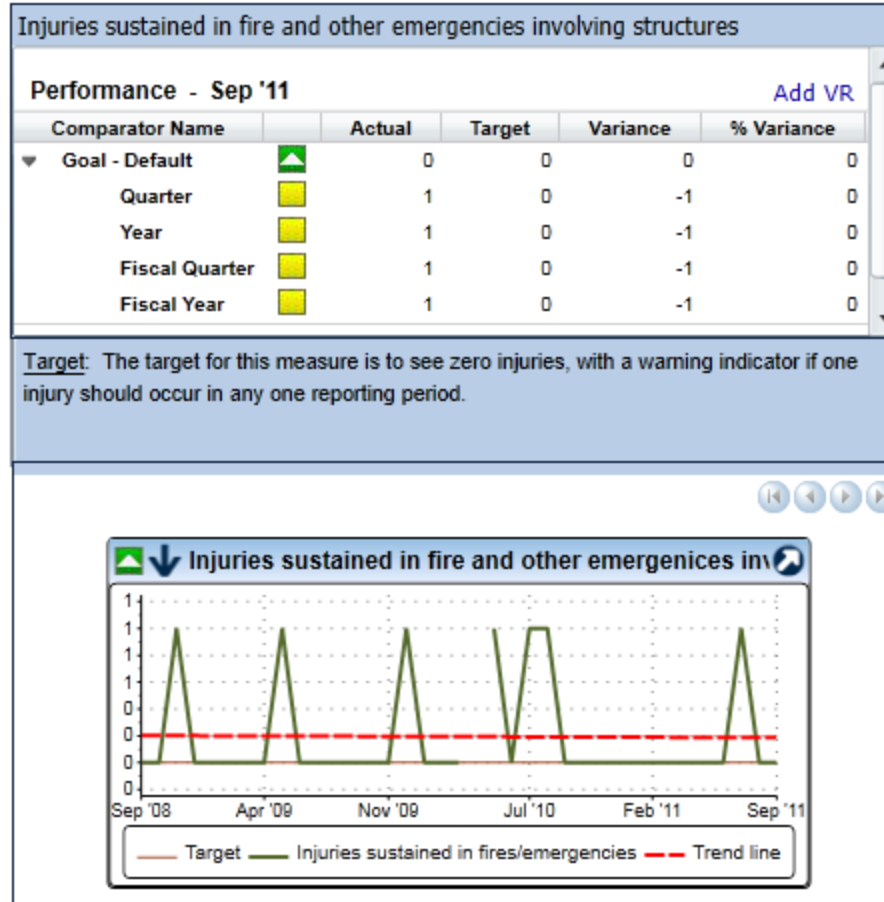 Injuries sustained in fire and other emergencies involving structures
Performance - Sep '11
Add VR
Comparator Name Actual Target Variance % Variance
Goal - Default 0 0 0 0
Quarter 1 0 -1 0
Year 1 0 -1 0
Fiscal Quarter 1 0 -1 0
Fiscal Year 1 0 -1 0
Target: The target for this measure is to see zero injuries, with a warning indicator if one
injury should occur in any one reporting period.
Injuries sustained in fire and other emergenices inv
1
1
1
1
0
0
0
0
Sep '08 Apr '09 Nov '09 Jul '10 Feb '11 Sep '11
Target Injuries sustained in fires/emergencies Trend line